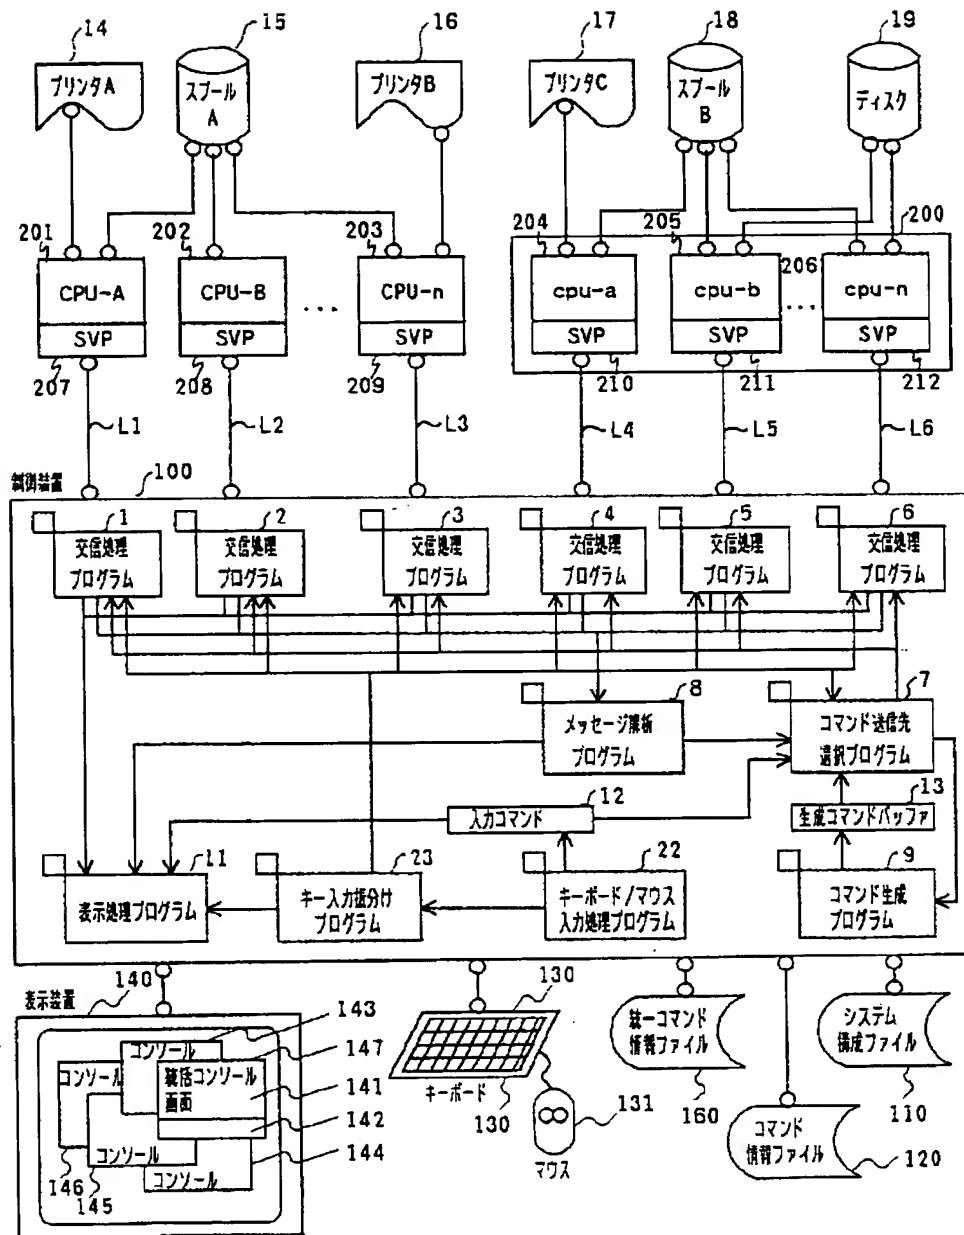 14 15 16 17 18 19
プリンタA スプール プリンタB プリンタC スプール ディスク
A B
201 202 203 204 205 206 200
CPU-A CPU-B ... CPU-n cpu-a cpu-b ... cpu-n
SVP SVP SVP SVP SVP SVP
207 208 209 210 211 212
L1 L2 L3 L4 L5 L6
制御装置 100
1 2 3 4 5 6
交信処理 交信処理 交信処理 交信処理 交信処理 交信処理
プログラム プログラム プログラム プログラム プログラム プログラム
8 7
メッセージ解析 コマンド送信先
プログラム 選択プログラム
12 13
入力コマンド 生成コマンドバッファ
11 23 22 9
表示処理プログラム キー入力振分け キーボード/マウス コマンド生成
プログラム 入力処理プログラム プログラム
表示装置 140 130
143
コンソール 147
コンソール 統括コンソール 141
画面
142
コンソール 144
コンソール
146 145
キーボード 130
131
マウス
統一コマンド システム
情報ファイル 構成ファイル
160 110
コマンド
情報ファイル 120